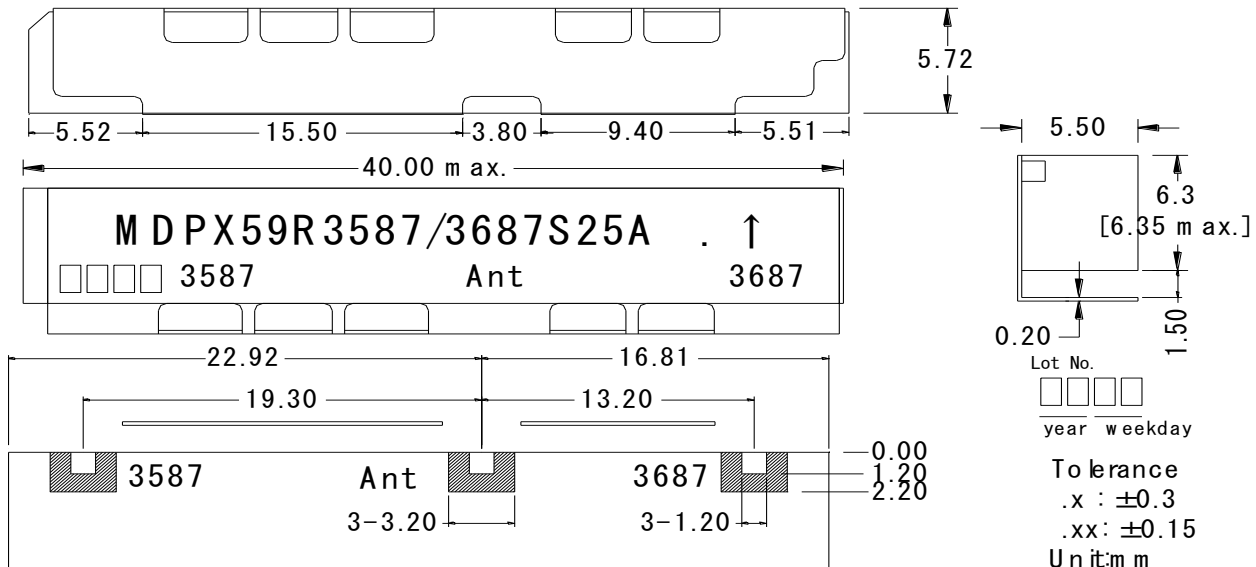 5.72
5.52 15.50 3.80 9.40 5.51
5.50
40.00 max.
6.3
[6.35 max.]
MDPX59R3587/3687S25A . ↑
3587 Ant 3687
0.20
1.50
22.92 16.81
Lot No.
19.30 13.20
year weekday
0.00
3587 Ant 3687
1.20
2.20
3-3.20 3-1.20
Tolerance
.x : ±0.3
.xx: ±0.15
Unit:mm